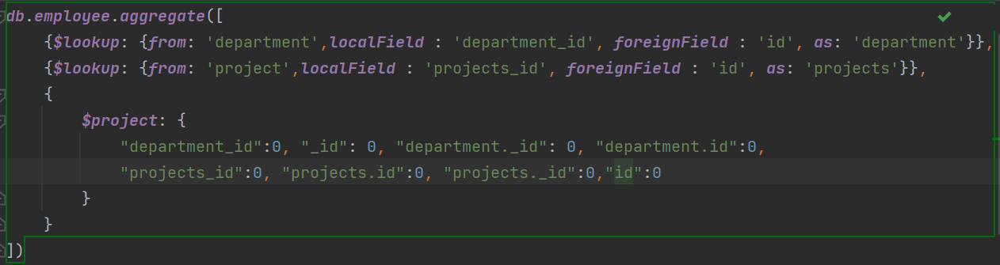 db.employee.aggregate([
{$lookup: {from: 'department',localField : 'department_id', foreignField : 'id', as: 'department'}},
{$lookup: {from: 'project',localField : 'projects_id', foreignField : 'id', as: 'projects'}},
{
$project: {
"department_id":0, "_id": 0, "department._id": 0, "department.id":0,
"projects_id":0, "projects.id":0, "projects._id":0,"id":0
}
}
])